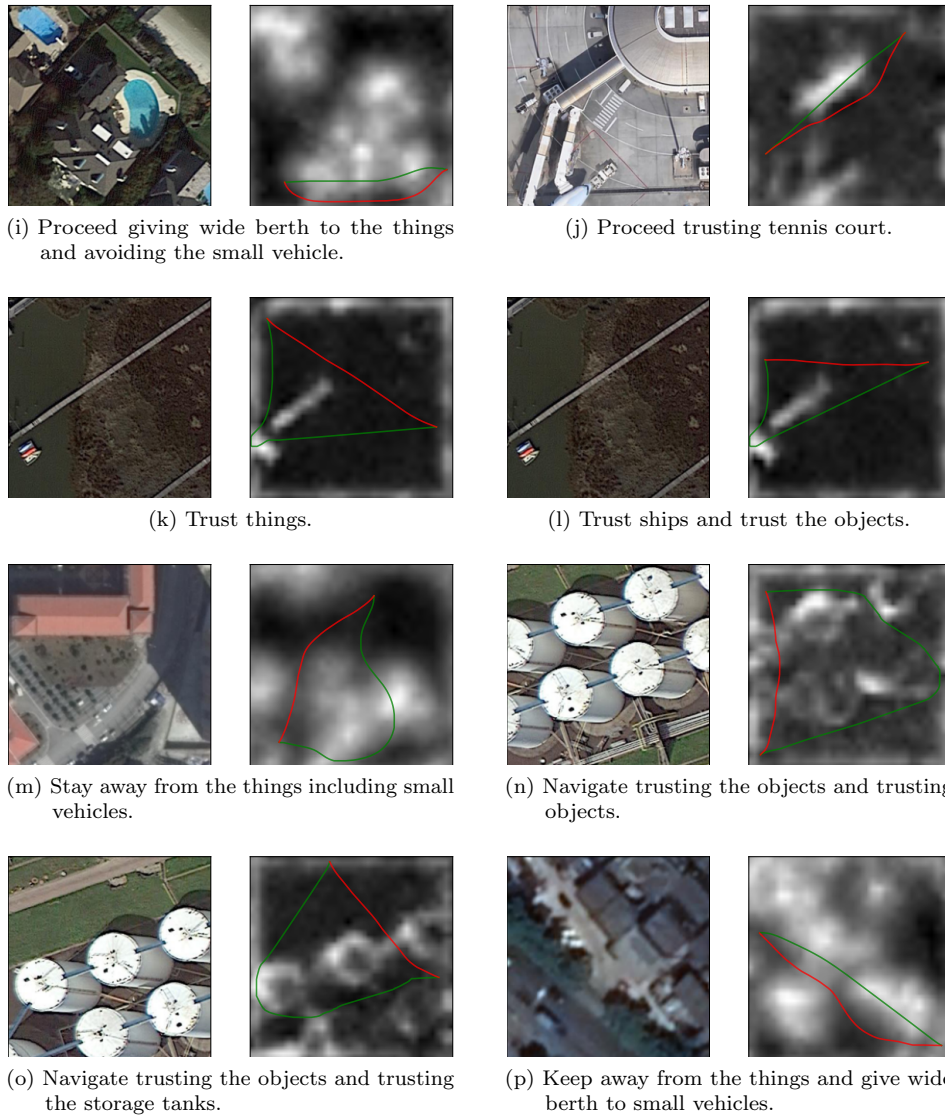 (i) Proceed giving wide berth to the things
and avoiding the small vehicle.
(j) Proceed trusting tennis court.
(k) Trust things.
(l) Trust ships and trust the objects.
(m) Stay away from the things including small
vehicles.
(n) Navigate trusting the objects and trusting
objects.
(o) Navigate trusting the objects and trusting
the storage tanks.
(p) Keep away from the things and give wide
berth to small vehicles.